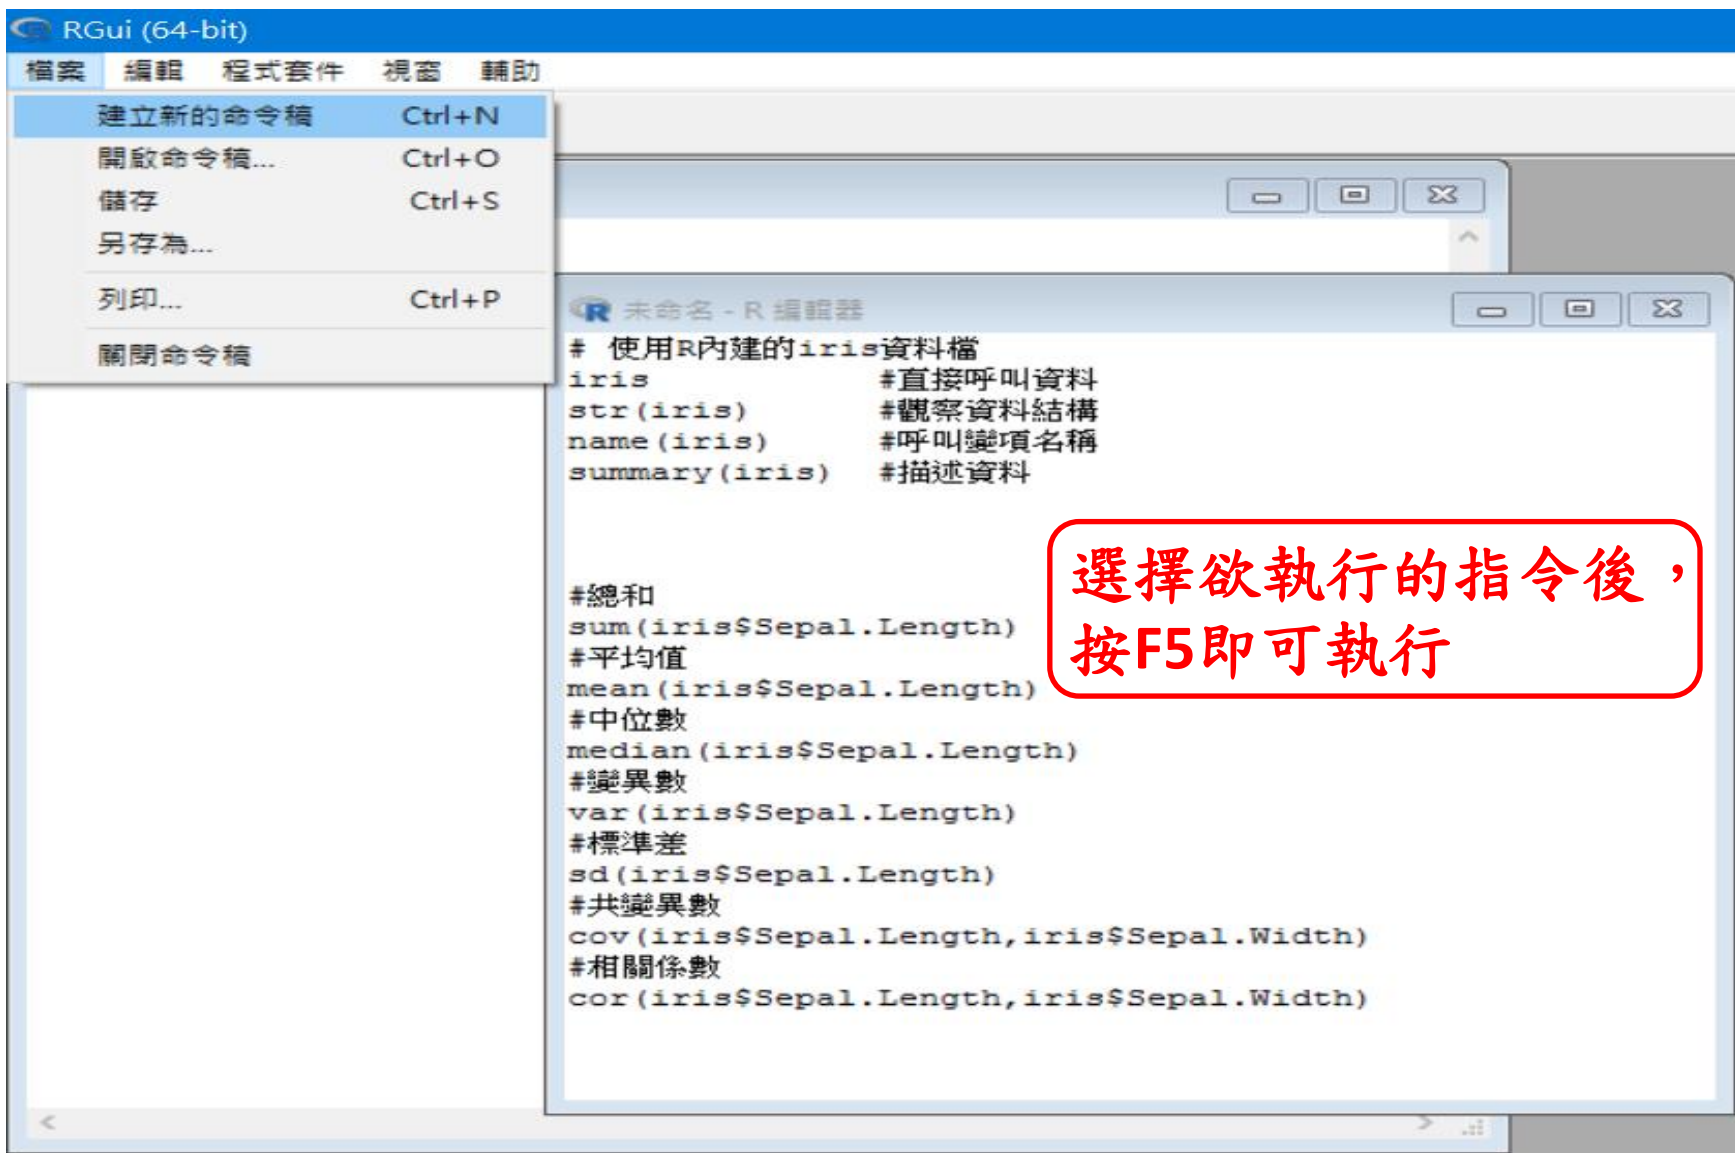 RGui (64-bit)
檔案 編輯 程式套件 視窗 輔助
建立新的命令稿 Ctrl+N
開啟命令稿... Ctrl+O
儲存 Ctrl+S
另存為...
列印... Ctrl+P
關閉命令稿
未命名 - R 編輯器
# 使用R內建的iris資料檔
iris #直接呼叫資料
str(iris) #觀察資料結構
name(iris) #呼叫變項名稱
summary(iris) #描述資料
選擇欲執行的指令後，
按F5即可執行
#總和
sum(iris$Sepal.Length)
#平均值
mean(iris$Sepal.Length)
#中位數
median(iris$Sepal.Length)
#變異數
var(iris$Sepal.Length)
#標準差
sd(iris$Sepal.Length)
#共變異數
cov(iris$Sepal.Length,iris$Sepal.Width)
#相關係數
cor(iris$Sepal.Length,iris$Sepal.Width)